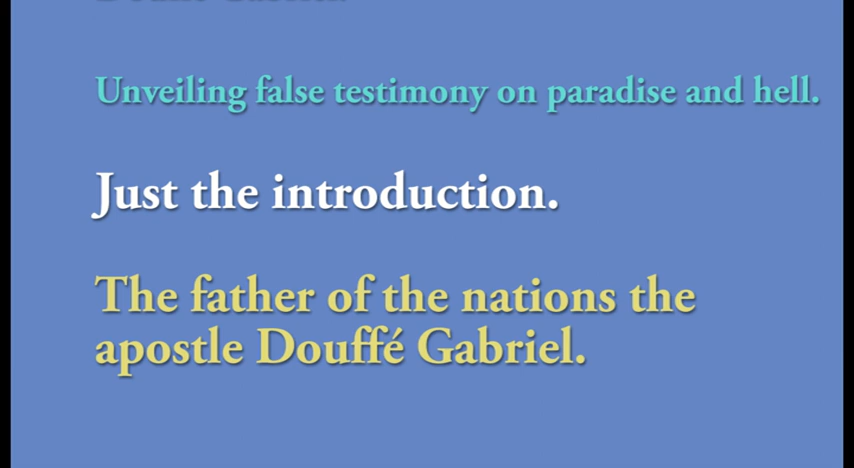 Unveiling false testimony on paradise and hell.
Just the introduction.
The father of the nations the
apostle Douffé Gabriel.